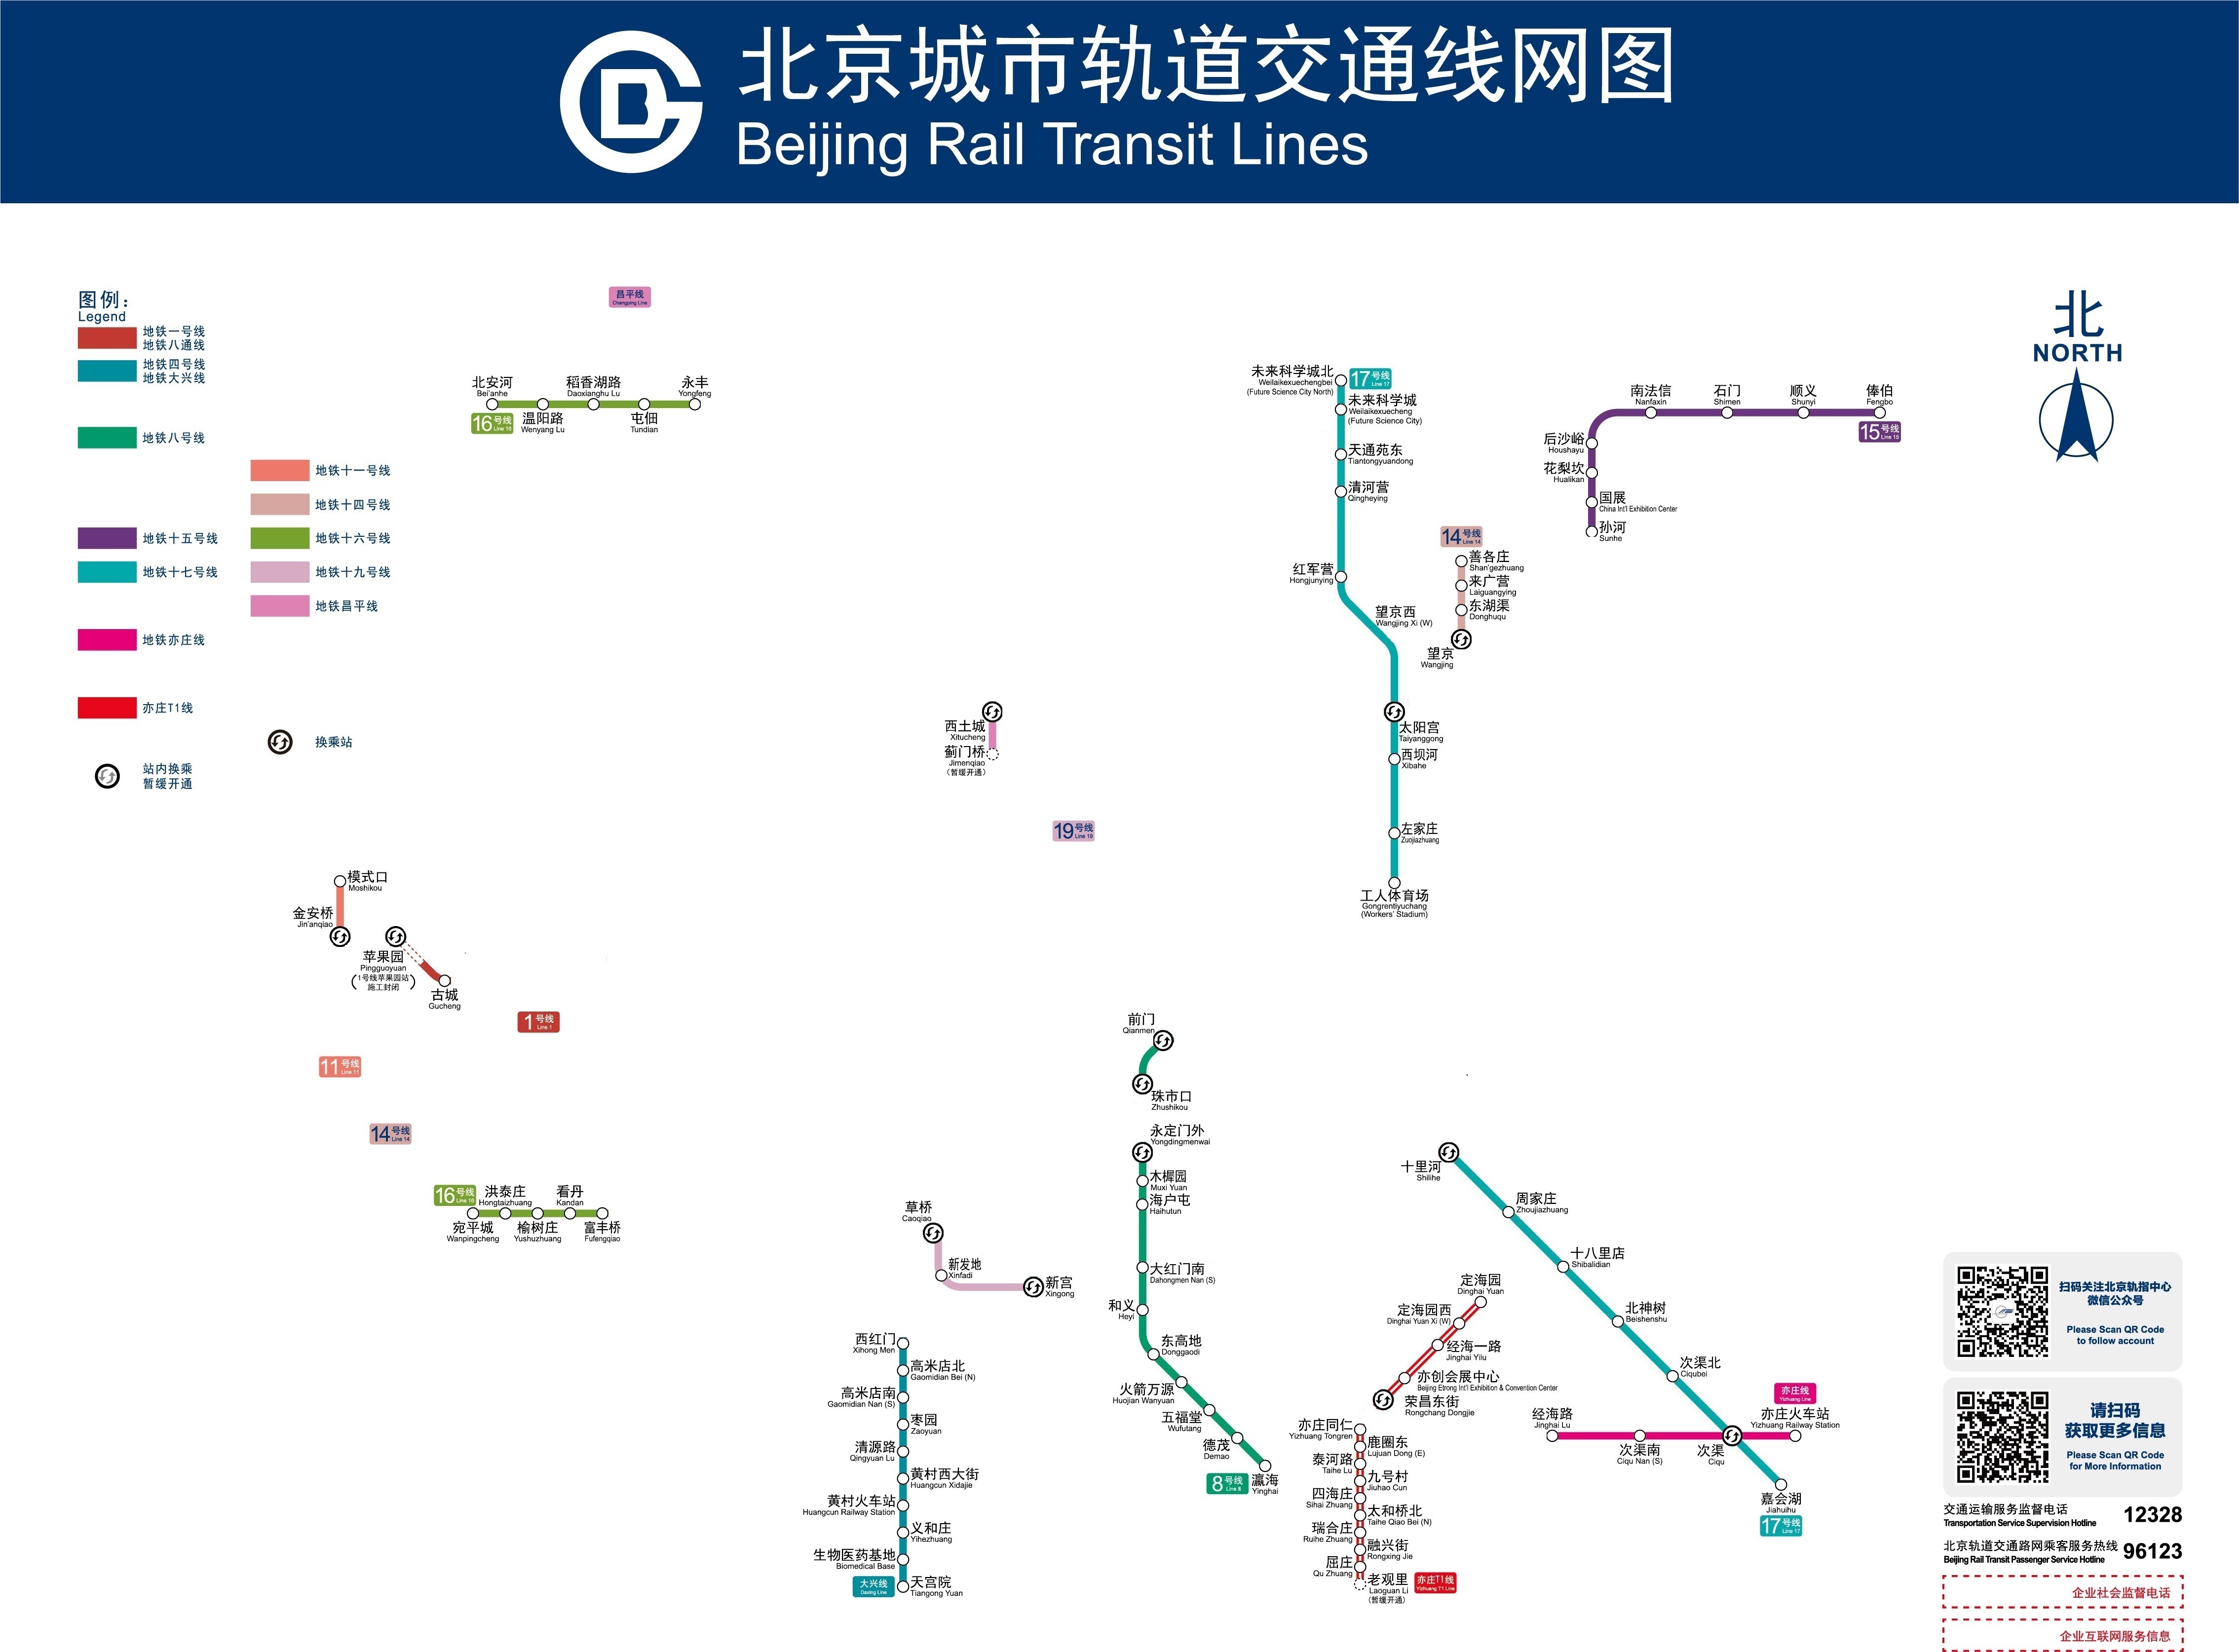 北京城市轨道交通线网图
Beijing Rail Transit Lines
图例：
Legend
地铁一号线
地铁八通线
地铁四号线
地铁大兴线
地铁八号线
地铁十一号线
地铁十四号线
地铁十五号线
地铁十六号线
地铁十七号线
地铁十九号线
地铁昌平线
地铁亦庄线
亦庄T1线
换乘站
站内换乘
暂缓开通
昌平线
Changping Line
北安河
Bei'anhe
稻香湖路
Daoxianghu Lu
永丰
Yongfeng
16号线
Line 16
温阳路
Wenyang Lu
屯佃
Tundian
未来科学城北
Weilaikexuechengbei
(Future Science City North)
17号线
Line 17
未来科学城
Weilaikexuecheng
(Future Science City)
天通苑东
Tiantongyuandong
清河营
Qingheying
红军营
Hongjunying
望京西
Wangjing Xi (W)
太阳宫
Taiyanggong
西坝河
Xibahe
左家庄
Zuojiazhuang
工人体育场
Gongrentiyuchang
(Workers' Stadium)
14号线
Line 14
善各庄
Shan'gezhuang
来广营
Laiguangying
东湖渠
Donghuqu
望京
Wangjing
南法信
Nanfaxin
石门
Shimen
顺义
Shunyi
俸伯
Fengbo
15号线
Line 15
后沙峪
Houshayu
花梨坎
Hualikan
国展
China Int'l Exhibition Center
孙河
Sunhe
北
NORTH
西土城
Xitucheng
蓟门桥
Jimenqiao
（暂缓开通）
19号线
Line 19
模式口
Moshikou
金安桥
Jin'anqiao
苹果园
Pingguoyuan
（1号线苹果园站
施工封闭）
古城
Gucheng
1号线
Line 1
11号线
Line 11
14号线
Line 14
16号线
Line 16
洪泰庄
Hongtaizhuang
看丹
Kandan
宛平城
Wanpingcheng
榆树庄
Yushuzhuang
富丰桥
Fufengqiao
前门
Qianmen
珠市口
Zhushikou
永定门外
Yongdingmenwai
木樨园
Muxi Yuan
海户屯
Haihutun
大红门南
Dahongmen Nan (S)
和义
Heyi
东高地
Donggaodi
火箭万源
Huojian Wanyuan
五福堂
Wufutang
德茂
Demao
8号线
Line 8
瀛海
Yinghai
草桥
Caoqiao
新发地
Xinfadi
新宫
Xingong
西红门
Xihong Men
高米店北
Gaomidian Bei (N)
高米店南
Gaomidian Nan (S)
枣园
Zaoyuan
清源路
Qingyuan Lu
黄村西大街
Huangcun Xidajie
黄村火车站
Huangcun Railway Station
义和庄
Yihezhuang
生物医药基地
Biomedical Base
大兴线
Daxing Line
天宫院
Tiangong Yuan
十里河
Shilihe
周家庄
Zhoujiazhuang
十八里店
Shibalidian
北神树
Beishenshu
次渠北
Ciqubei
定海园
Dinghai Yuan
定海园西
Dinghai Yuan Xi (W)
经海一路
Jinghai Yilu
亦创会展中心
Beijing Etrong Int'l Exhibition & Convention Center
荣昌东街
Rongchang Dongjie
亦庄同仁
Yizhuang Tongren
鹿圈东
Lujuan Dong (E)
泰河路
Taihe Lu
九号村
Jiuhao Cun
四海庄
Sihai Zhuang
太和桥北
Taihe Qiao Bei (N)
瑞合庄
Ruihe Zhuang
融兴街
Rongxing Jie
屈庄
Qu Zhuang
老观里
Laoguan Li
（暂缓开通）
亦庄T1线
Yizhuang T1 Line
亦庄线
Yizhuang Line
经海路
Jinghai Lu
次渠南
Ciqu Nan (S)
次渠
Ciqu
亦庄火车站
Yizhuang Railway Station
嘉会湖
Jiahuihu
17号线
Line 17
扫码关注北京轨指中心
微信公众号
Please Scan QR Code
to follow account
请扫码
获取更多信息
Please Scan QR Code
for More Information
交通运输服务监督电话 12328
Transportation Service Supervision Hotline
北京轨道交通路网乘客服务热线 96123
Beijing Rail Transit Passenger Service Hotline
企业社会监督电话
企业互联网服务信息